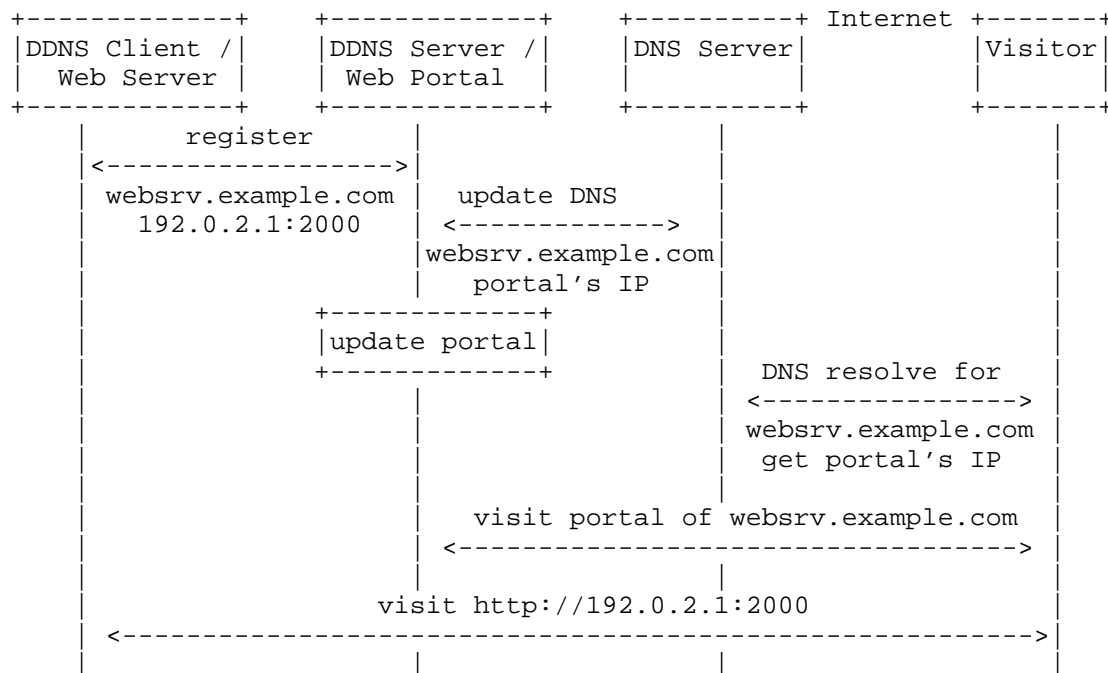 Internet
DDNS Client / DDNS Server / DNS Server Visitor
Web Server Web Portal
register
websrv.example.com update DNS
192.0.2.1:2000
websrv.example.com
portal's IP
update portal
DNS resolve for
websrv.example.com
get portal's IP
visit portal of websrv.example.com
visit http://192.0.2.1:2000